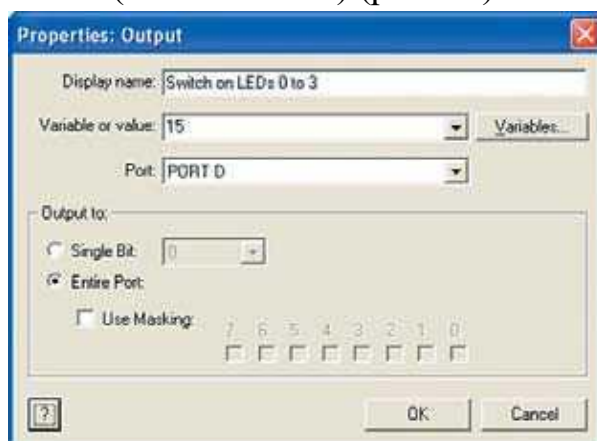 Properties: Output
Display name: Switch on LEDs 0 to 3
Variable or value: 15 Variables...
Port: PORT D
Output to:
Single Bit: 0
Entire Port:
Use Masking:
7 6 5 4 3 2 1 0
? OK Cancel